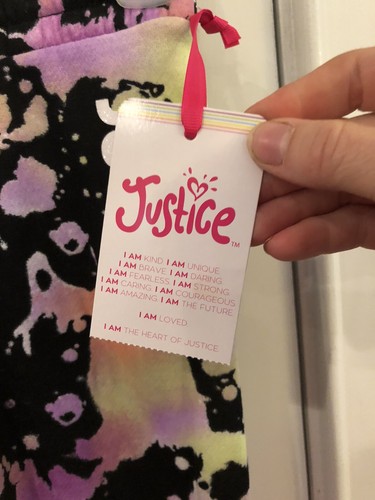 Justice™
I AM KIND I AM UNIQUE
I AM BRAVE I AM DARING
I AM FEARLESS I AM STRONG
I AM CARING I AM COURAGEOUS
I AM AMAZING I AM THE FUTURE
I AM LOVED
I AM THE HEART OF JUSTICE